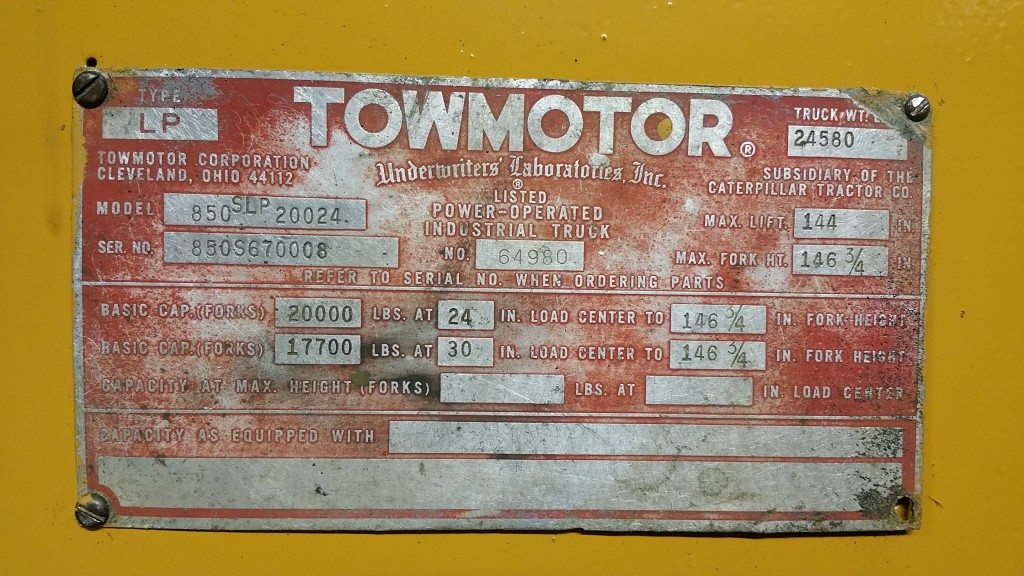 TYPE
LP
TOWMOTOR®
TRUCK WT.
24580
TOWMOTOR CORPORATION
CLEVELAND, OHIO 44112
Underwriters' Laboratories, Inc.®
LISTED
POWER-OPERATED
INDUSTRIAL TRUCK
NO. 64980
SUBSIDIARY OF THE
CATERPILLAR TRACTOR CO
MODEL 850 SLP 20024.
SER. NO. 850S670008
MAX. LIFT 144 IN.
MAX. FORK HT. 146 3/4 IN.
REFER TO SERIAL NO. WHEN ORDERING PARTS
BASIC CAP.(FORKS) 20000 LBS. AT 24 IN. LOAD CENTER TO 146 3/4 IN. FORK HEIGHT
BASIC CAP.(FORKS) 17700 LBS. AT 30 IN. LOAD CENTER TO 146 3/4 IN. FORK HEIGHT
CAPACITY AT MAX. HEIGHT (FORKS) LBS. AT IN. LOAD CENTER
CAPACITY AS EQUIPPED WITH